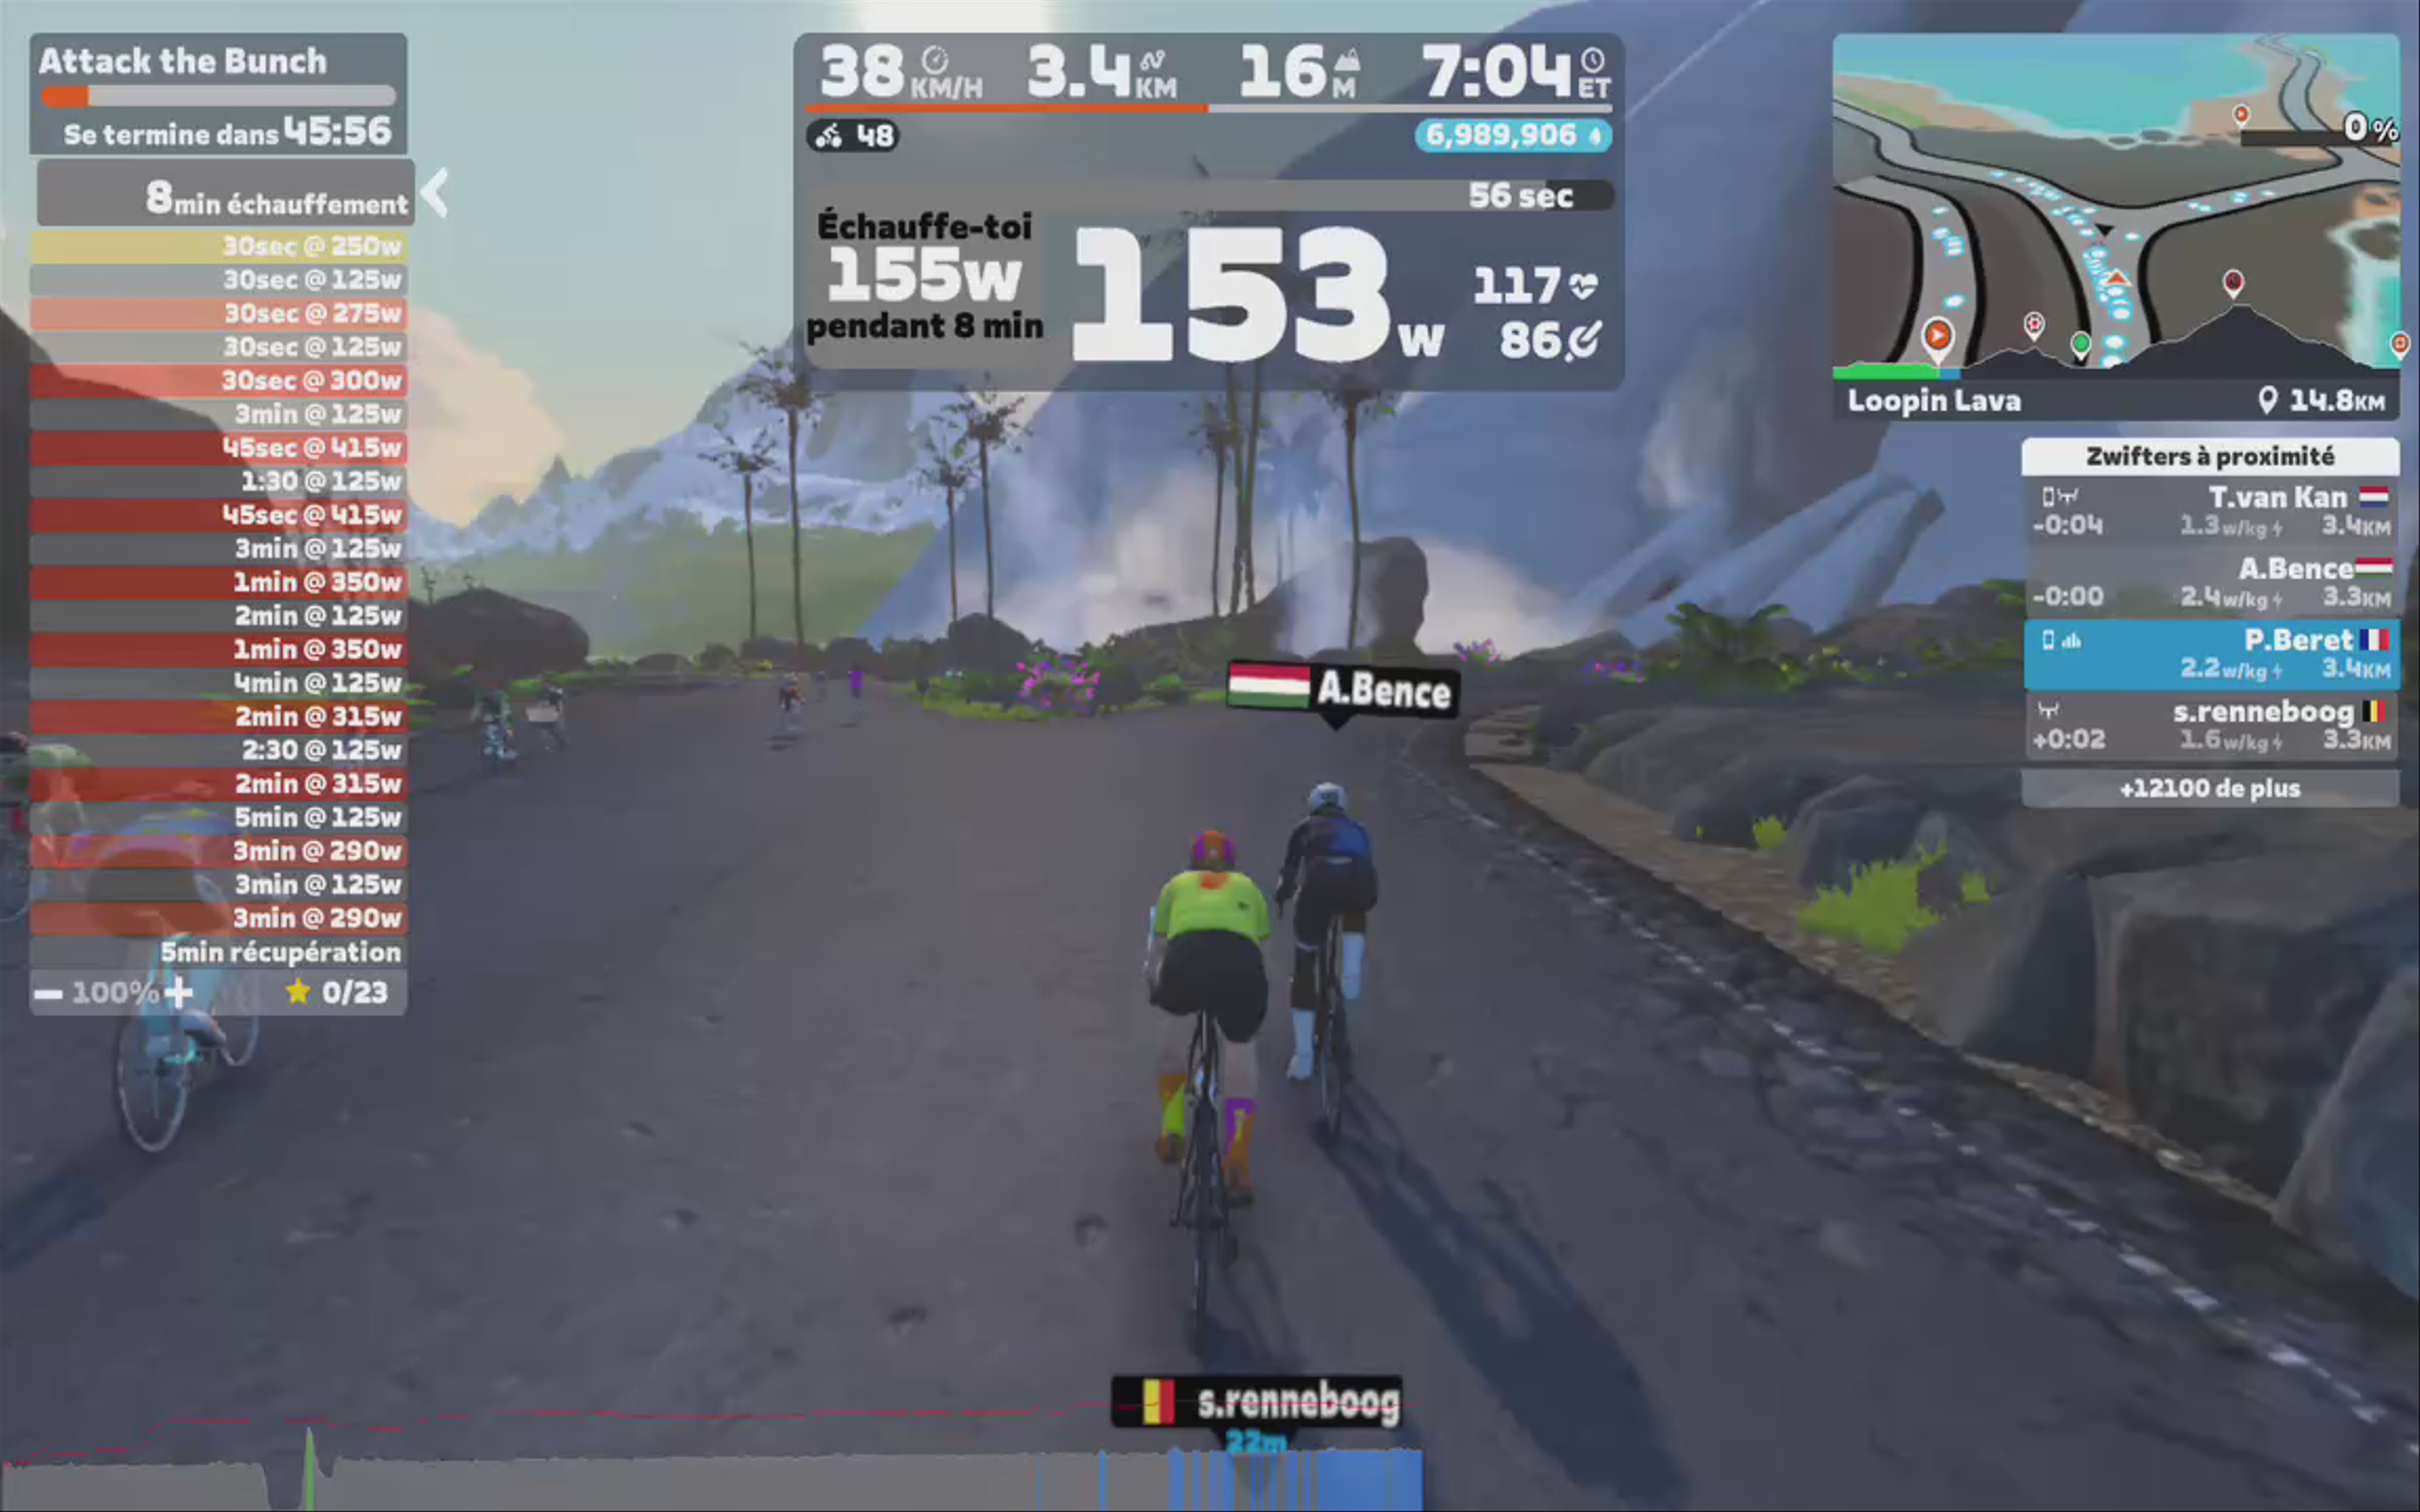 Attack the Bunch
Se termine dans 45:56
8min échauffement
30sec @ 250w
30sec @ 125w
30sec @ 275w
30sec @ 125w
30sec @ 300w
3min @ 125w
45sec @ 415w
1:30 @ 125w
45sec @ 415w
3min @ 125w
1min @ 350w
2min @ 125w
1min @ 350w
4min @ 125w
2min @ 315w
2:30 @ 125w
2min @ 315w
5min @ 125w
3min @ 290w
3min @ 125w
3min @ 290w
5min récupération
100% 0/23
38 KM/H 3.4 KM 16 M 7:04 ET
48 6,989,906
56 sec
Échauffe-toi
155w
pendant 8 min
153w
117
86
0%
Loopin Lava 14.8KM
Zwifters à proximité
T.van Kan
-0:04 1.3w/kg 3.4KM
A.Bence
-0:00 2.4w/kg 3.3KM
P.Beret
2.2w/kg 3.4KM
s.renneboog
+0:02 1.6w/kg 3.3KM
+12100 de plus
A.Bence
s.renneboog
22m